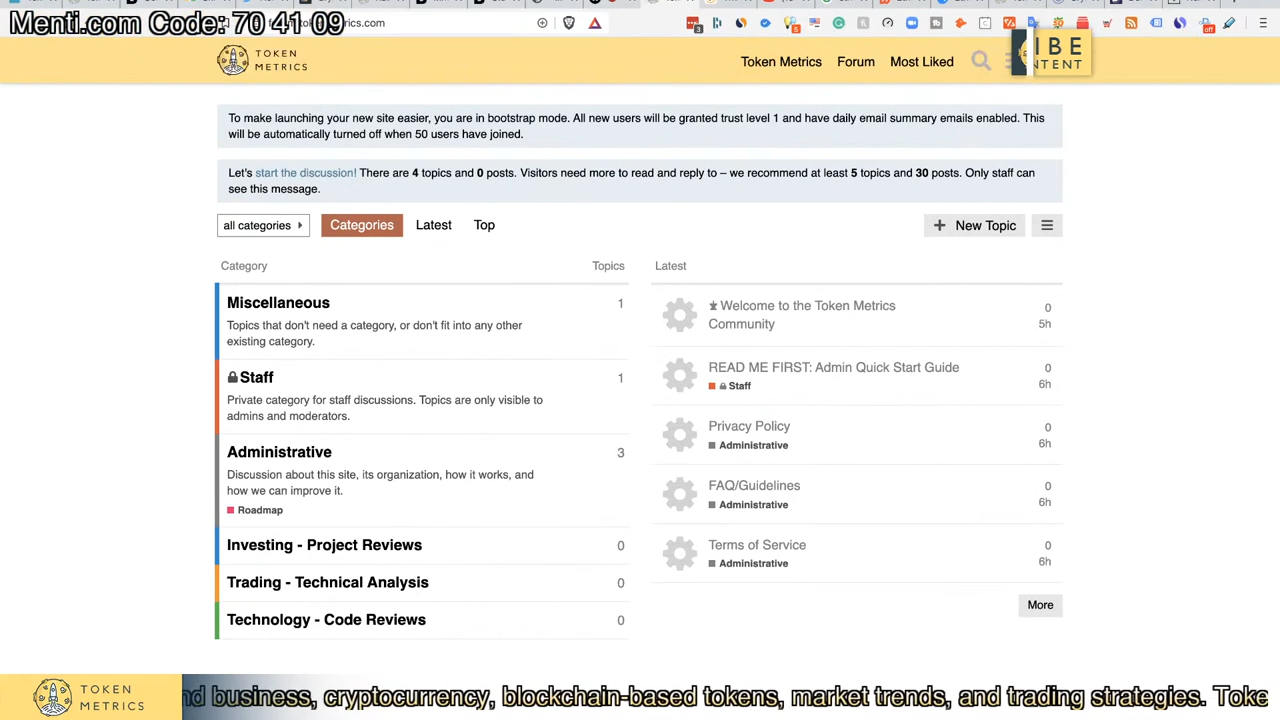 Menti.com Code: 70 41 09
metrics.com
TOKEN
METRICS
Token Metrics
Forum
Most Liked
IBE
NTENT
To make launching your new site easier, you are in bootstrap mode. All new users will be granted trust level 1 and have daily email summary emails enabled. This
will be automatically turned off when 50 users have joined.
Let's start the discussion! There are 4 topics and 0 posts. Visitors need more to read and reply to – we recommend at least 5 topics and 30 posts. Only staff can
see this message.
all categories
Categories
Latest
Top
+ New Topic
Category
Topics
Miscellaneous
1
Topics that don't need a category, or don't fit into any other
existing category.
Staff
1
Private category for staff discussions. Topics are only visible to
admins and moderators.
Administrative
3
Discussion about this site, its organization, how it works, and
how we can improve it.
Roadmap
Investing - Project Reviews
0
Trading - Technical Analysis
0
Technology - Code Reviews
0
Latest
Welcome to the Token Metrics
Community
0
5h
READ ME FIRST: Admin Quick Start Guide
Staff
0
6h
Privacy Policy
Administrative
0
6h
FAQ/Guidelines
Administrative
0
6h
Terms of Service
Administrative
0
6h
More
TOKEN
METRICS
nd business, cryptocurrency, blockchain-based tokens, market trends, and trading strategies. Toke